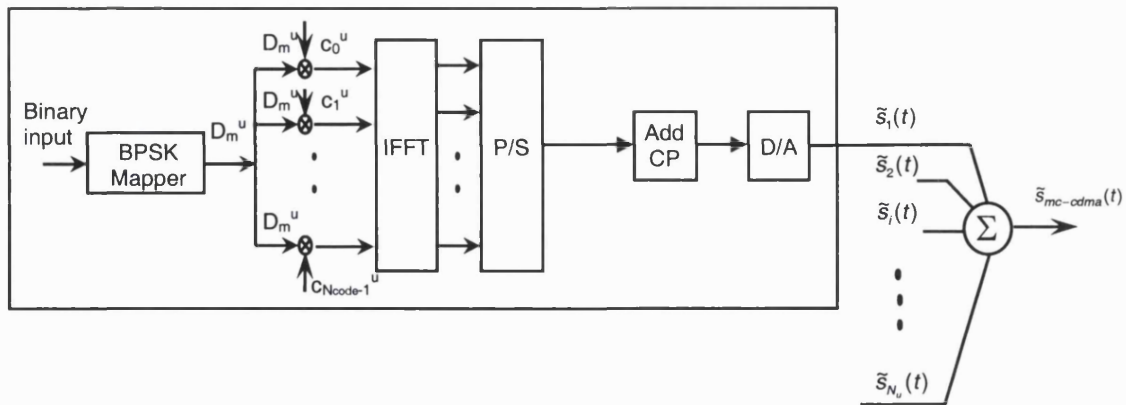 D_m^u c_0^u
D_m^u c_1^u
Binary
input
D_m^u
BPSK
Mapper
D_m^u
c_{Ncode-1}^u
IFFT
P/S
Add
CP
D/A
s̃_1(t)
s̃_2(t)
s̃_i(t)
s̃_{N_u}(t)
Σ
s̃_{mc-cdma}(t)